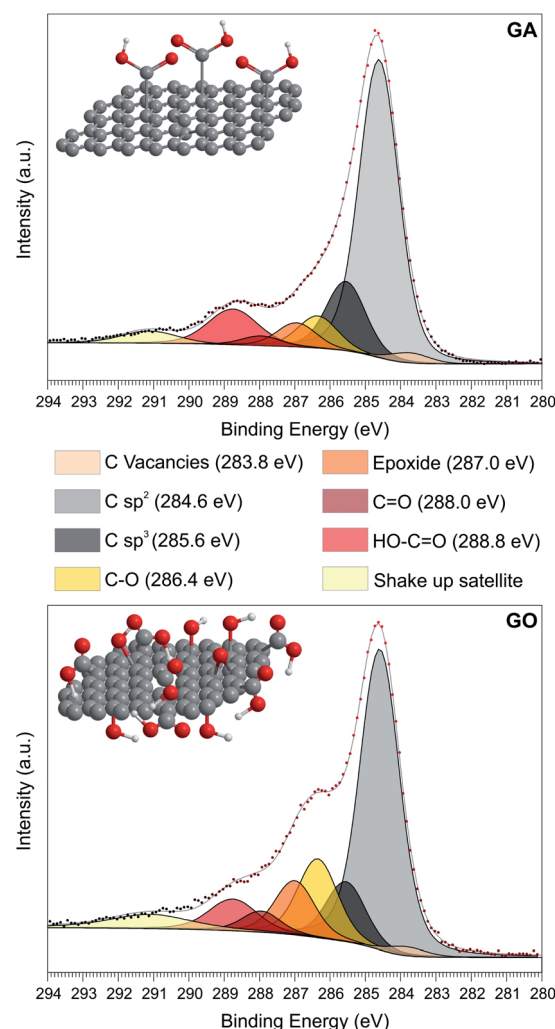 GA
Intensity (a.u.)
294 293 292 291 290 289 288 287 286 285 284 283 282 281 280
Binding Energy (eV)
C Vacancies (283.8 eV)
Epoxide (287.0 eV)
C sp² (284.6 eV)
C=O (288.0 eV)
C sp³ (285.6 eV)
HO-C=O (288.8 eV)
C-O (286.4 eV)
Shake up satellite
GO
Intensity (a.u.)
294 293 292 291 290 289 288 287 286 285 284 283 282 281 280
Binding Energy (eV)